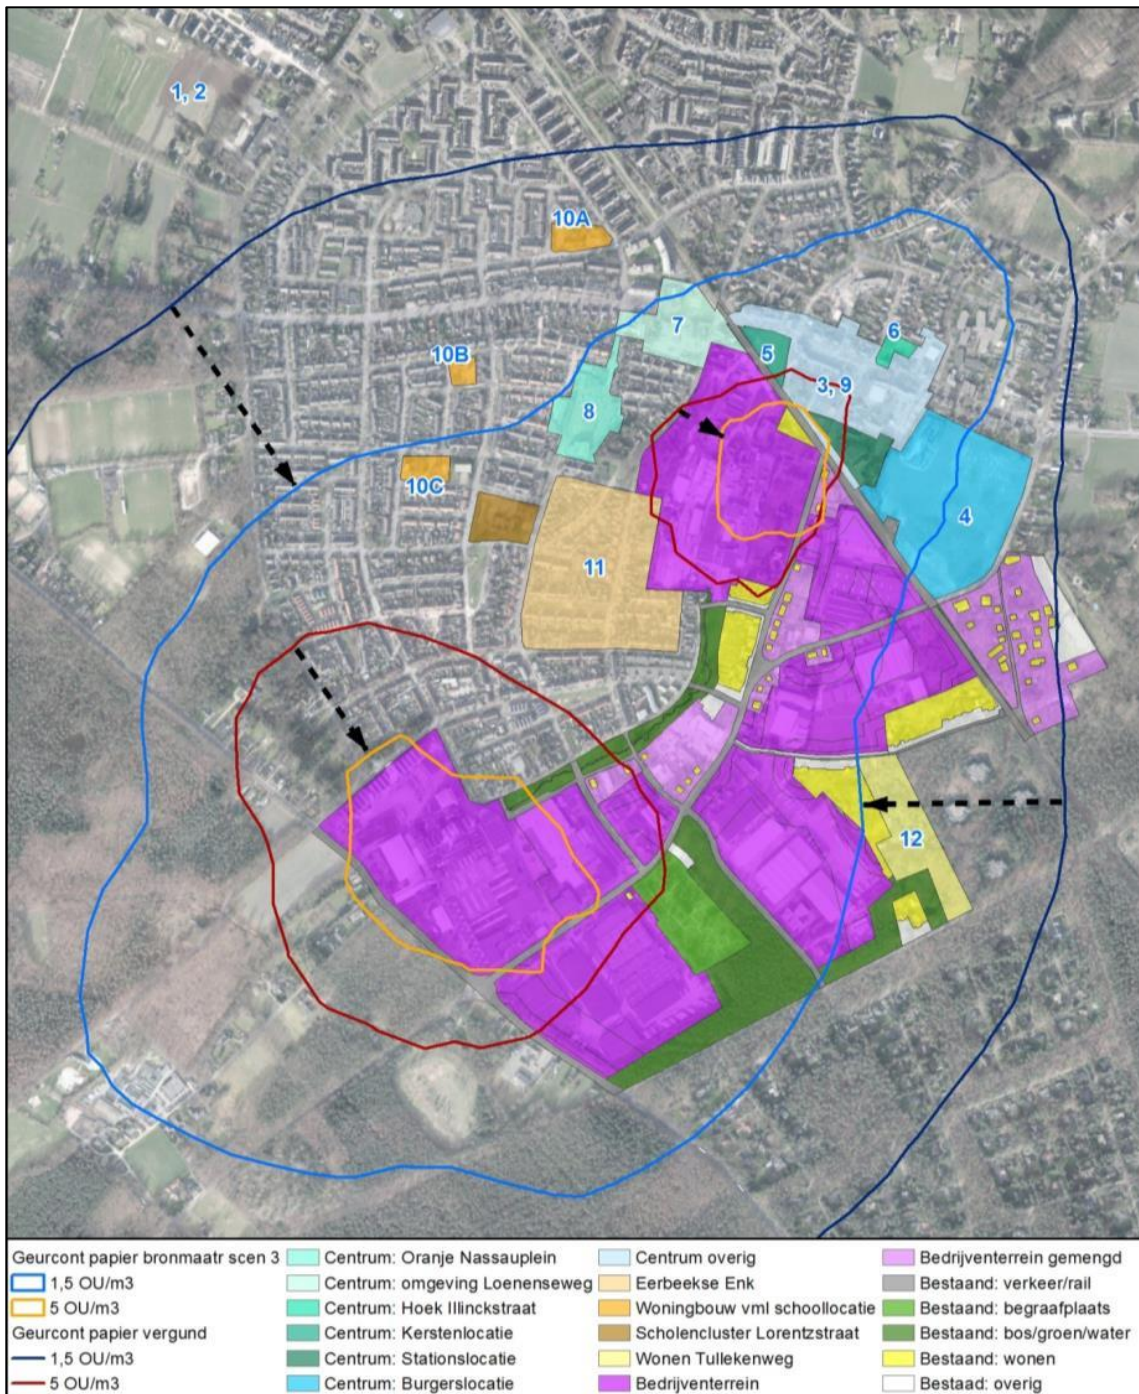 1, 2
10A
7
6
5
10B
3, 9
8
10C
4
11
12
Geurcont papier bronmaatr scen 3
1,5 OU/m3
5 OU/m3
Geurcont papier vergund
1,5 OU/m3
5 OU/m3
Centrum: Oranje Nassauplein
Centrum: omgeving Loenenseweg
Centrum: Hoek Illinckstraat
Centrum: Kerstenlocatie
Centrum: Stationslocatie
Centrum: Burgerslocatie
Centrum overig
Eerbeekse Enk
Woningbouw vml schoollocatie
Scholencluster Lorentzstraat
Wonen Tullekenweg
Bedrijventerrein
Bedrijventerrein gemengd
Bestaand: verkeer/rail
Bestaand: begraafplaats
Bestaand: bos/groen/water
Bestaand: wonen
Bestaad: overig